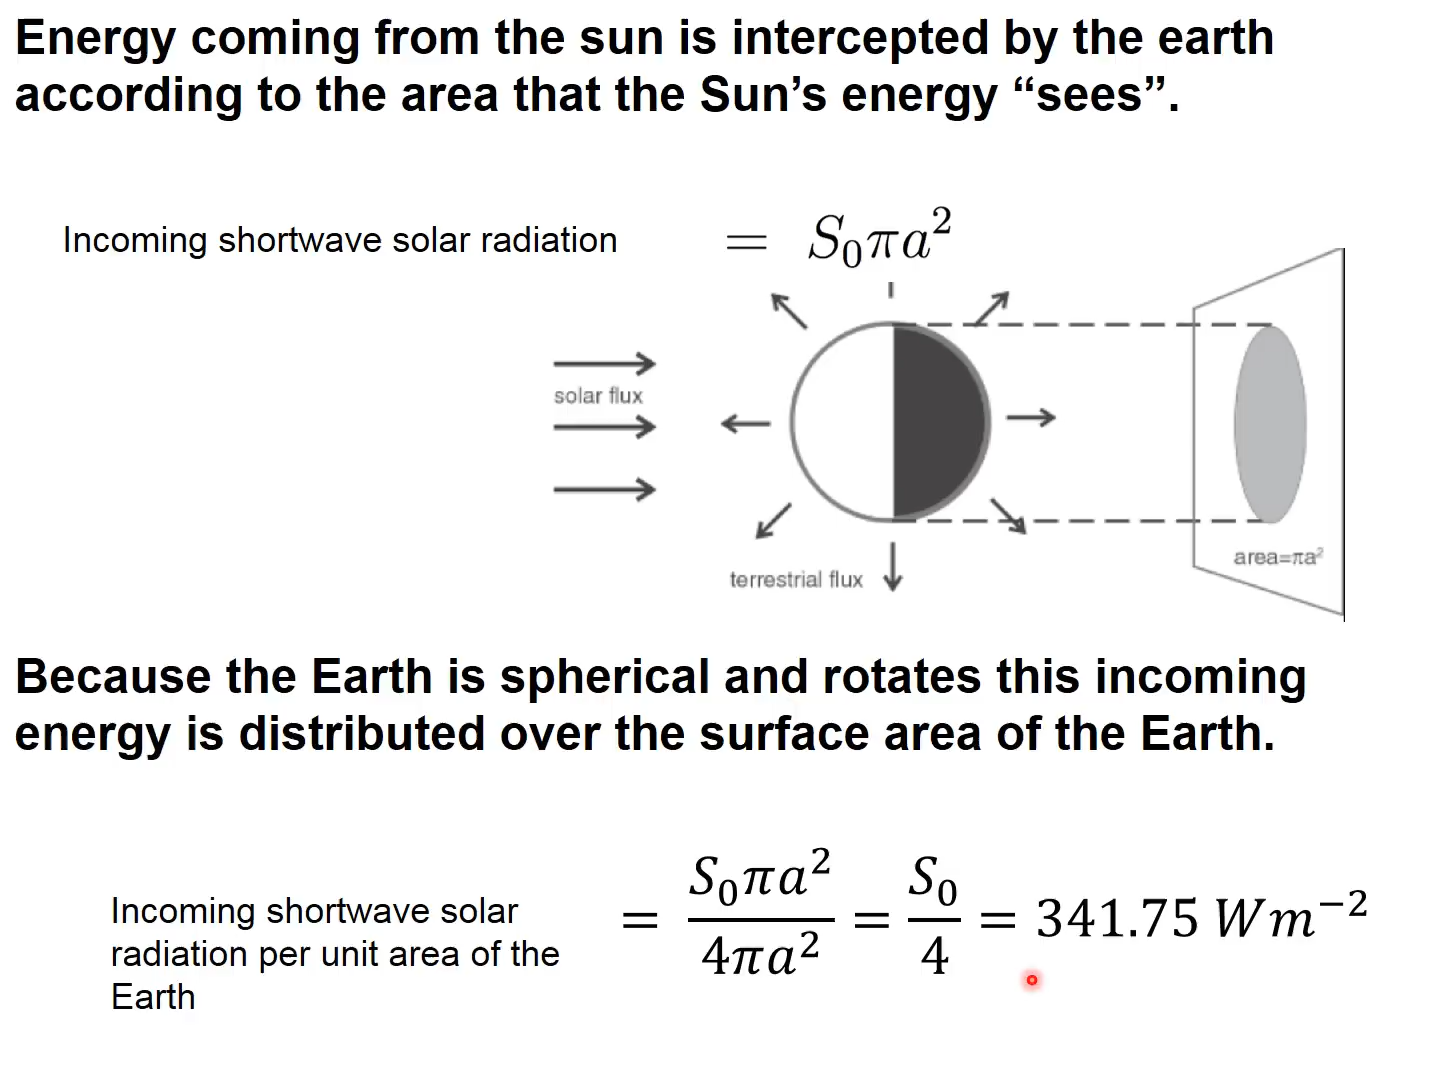 Energy coming from the sun is intercepted by the earth
according to the area that the Sun’s energy “sees”.
Incoming shortwave solar radiation = S₀πa²
solar flux
terrestrial flux
area=πa²
Because the Earth is spherical and rotates this incoming
energy is distributed over the surface area of the Earth.
Incoming shortwave solar
radiation per unit area of the
Earth
= S₀πa² / 4πa² = S₀ / 4 = 341.75 Wm⁻²